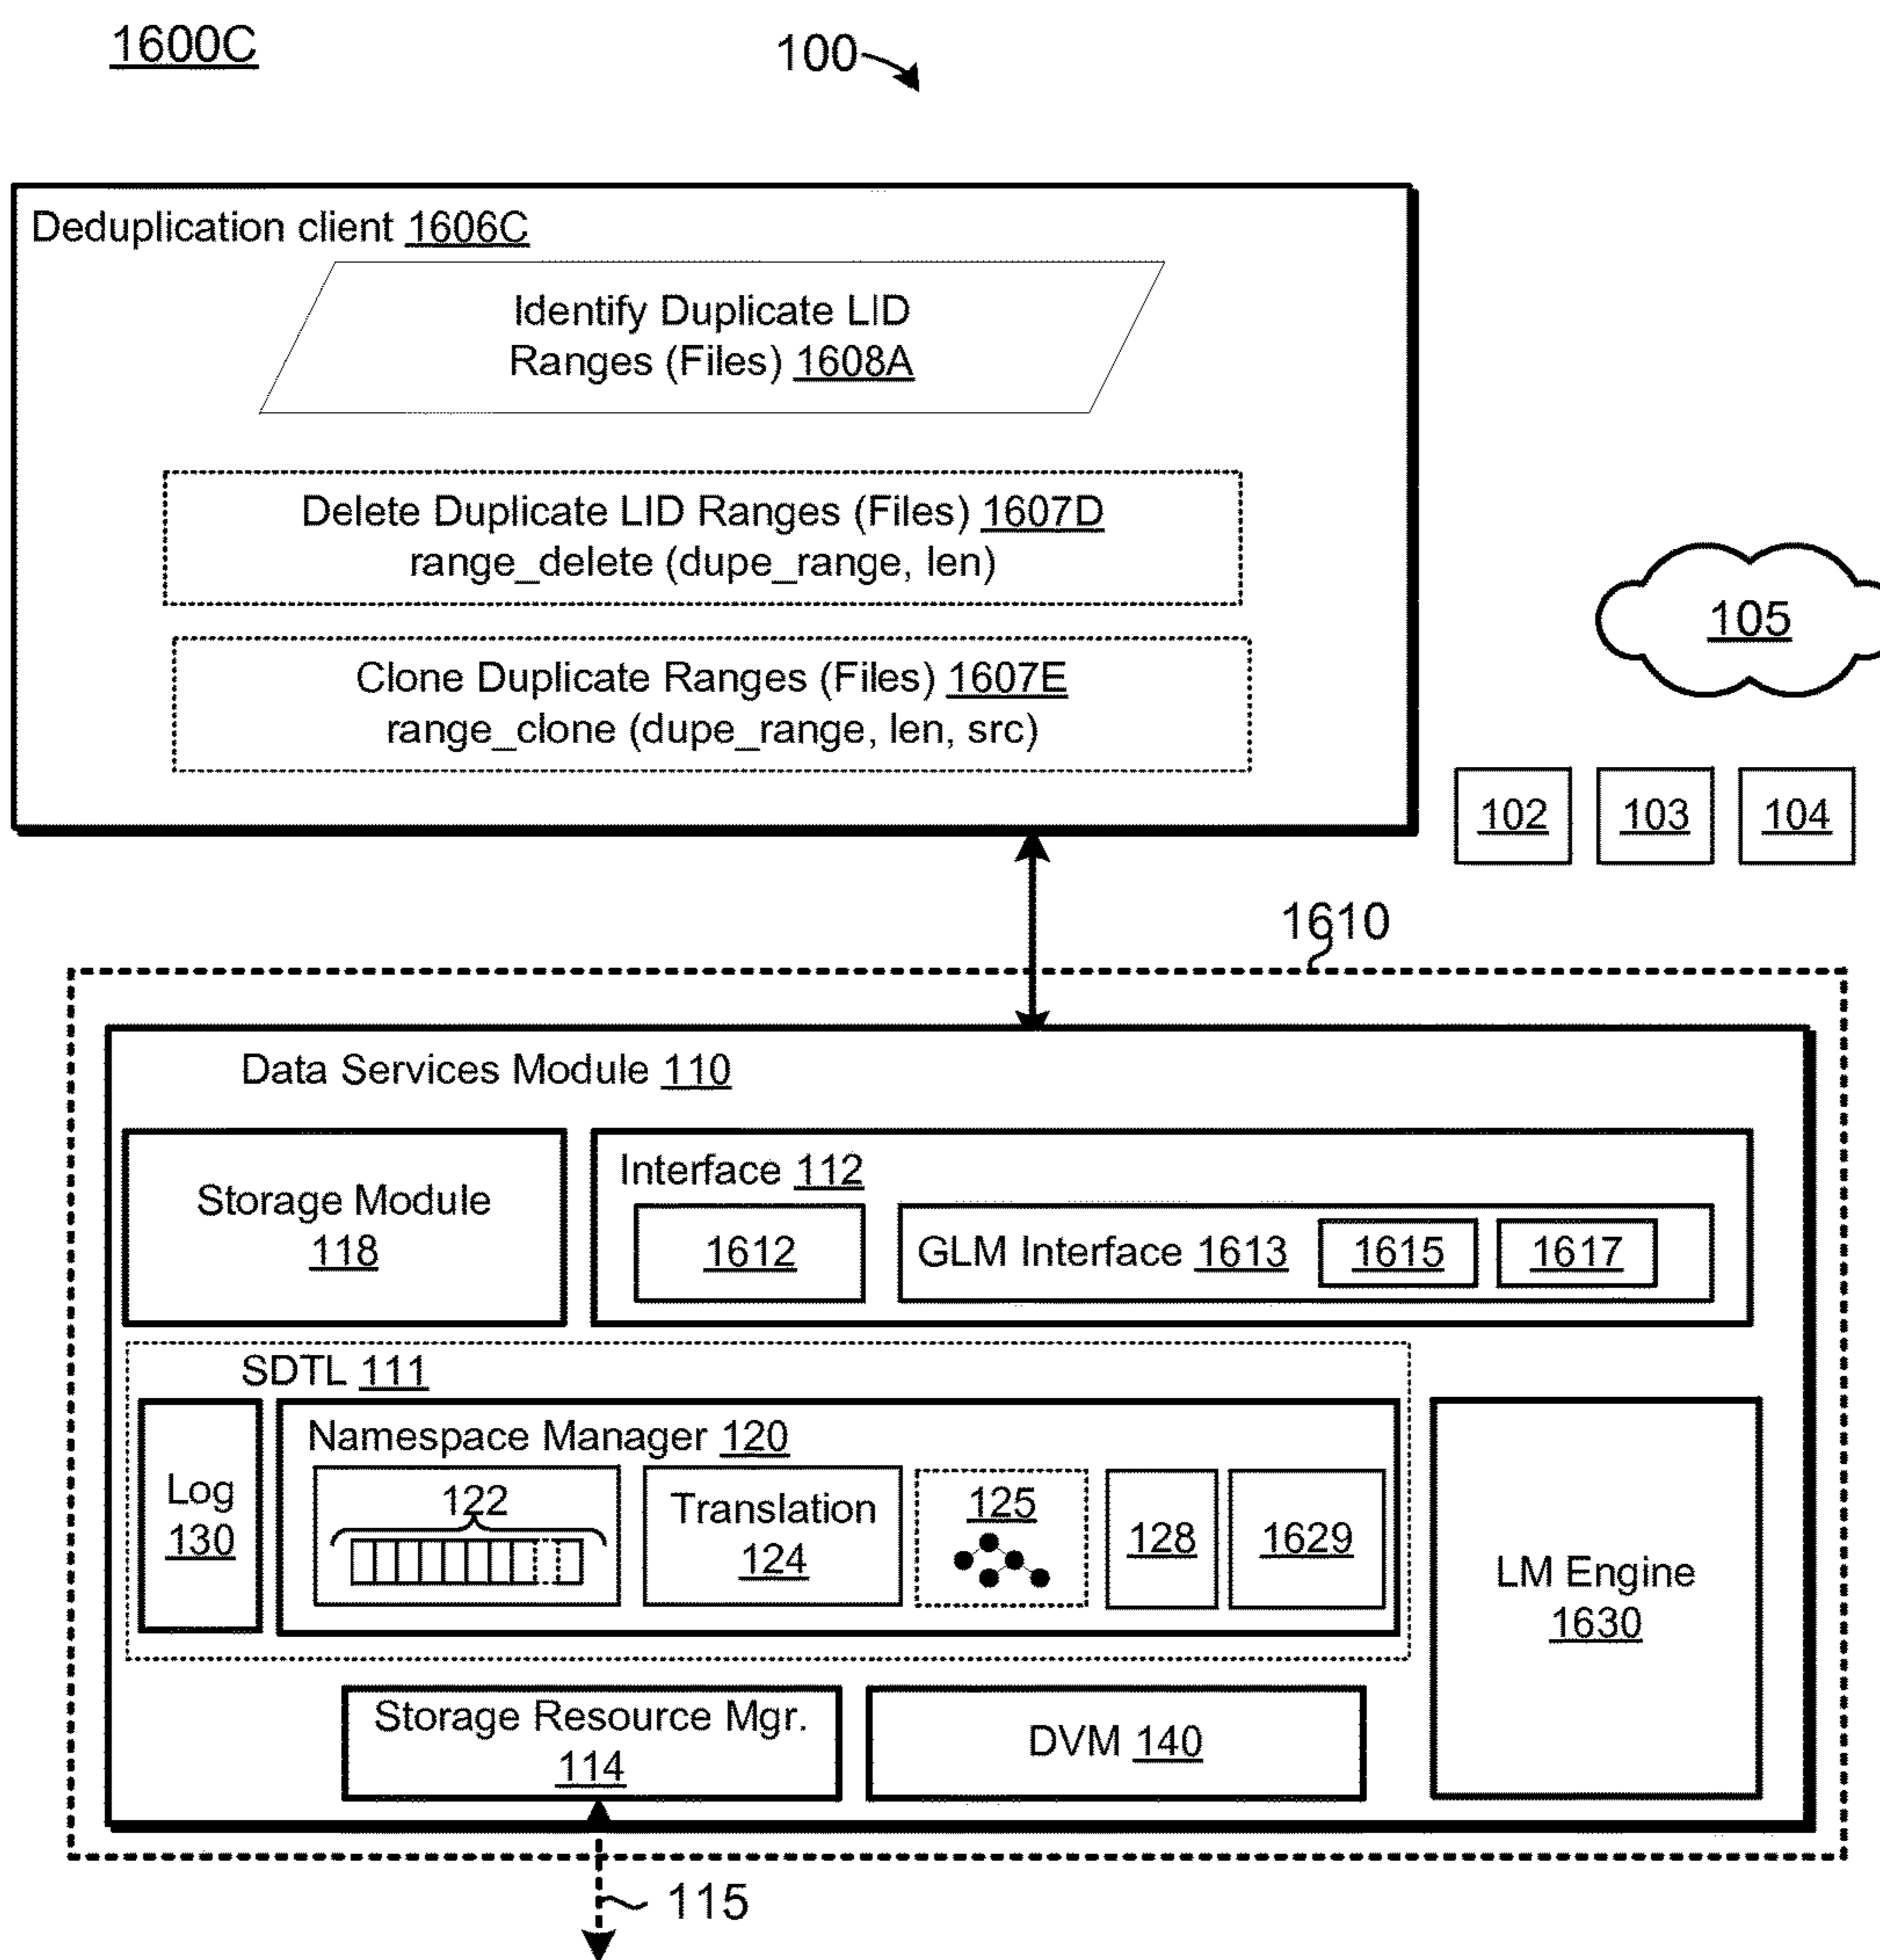 1600C
100
Deduplication client 1606C
Identify Duplicate LID
Ranges (Files) 1608A
Delete Duplicate LID Ranges (Files) 1607D
range_delete (dupe_range, len)
Clone Duplicate Ranges (Files) 1607E
range_clone (dupe_range, len, src)
105
102 103 104
1610
Data Services Module 110
Storage Module
118
Interface 112
1612
GLM Interface 1613
1615
1617
SDTL 111
Log
130
Namespace Manager 120
122
Translation
124
125
128
1629
LM Engine
1630
Storage Resource Mgr.
114
DVM 140
115